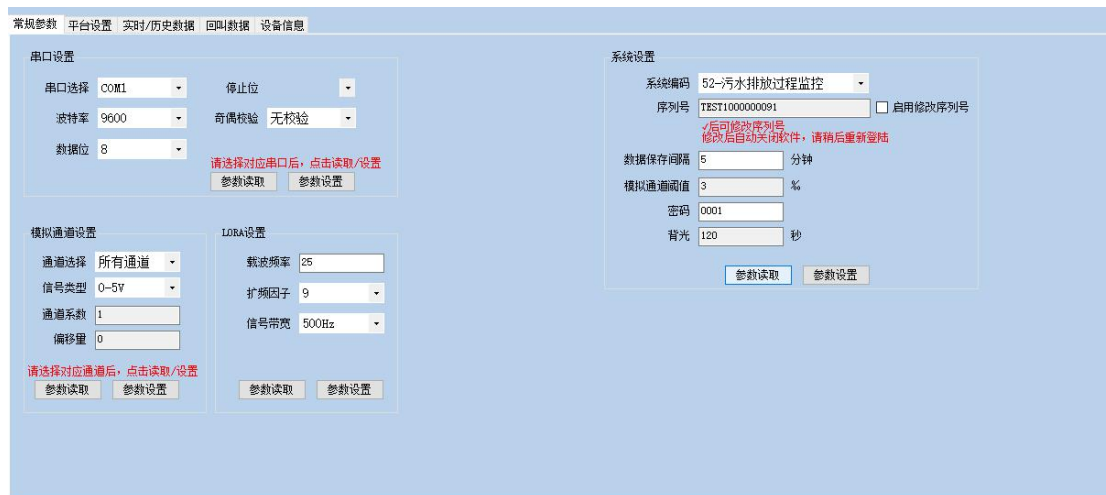 常规参数 平台设置 实时/历史数据 回叫数据 设备信息
串口设置
串口选择 COM1 停止位
波特率 9600 奇偶校验 无校验
数据位 8
请选择对应串口后，点击读取/设置
参数读取 参数设置
系统设置
系统编码 52-污水排放过程监控
序列号 TEST1000000091 启用修改序列号
√后可修改序列号
修改后自动关闭软件，请稍后重新登陆
数据保存间隔 5 分钟
模拟通道阈值 3 ‰
密码 0001
背光 120 秒
参数读取 参数设置
模拟通道设置
通道选择 所有通道
信号类型 0-5V
通道系数 1
偏移量 0
请选择对应通道后，点击读取/设置
参数读取 参数设置
LORA设置
载波频率 25
扩频因子 9
信号带宽 500Hz
参数读取 参数设置